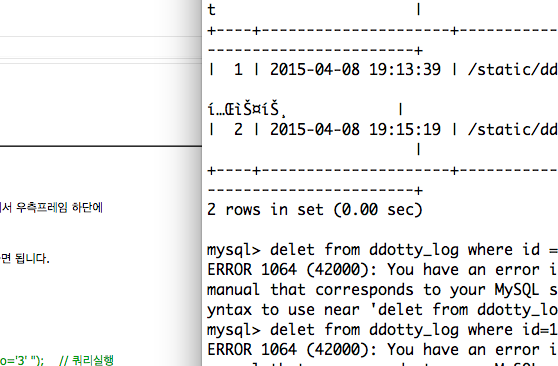 서 우측프레임 하단에
면 됩니다.
o='3' ");    // 쿼리실행
t                    |
+----+---------------------+-----------
----------------------+
|  1 | 2015-04-08 19:13:39 | /static/dd
í…ŒìŠ¤íŠ¸            |
|  2 | 2015-04-08 19:15:19 | /static/dd
                     |
+----+---------------------+-----------
----------------------+
2 rows in set (0.00 sec)
mysql> delet from ddotty_log where id =
ERROR 1064 (42000): You have an error i
manual that corresponds to your MySQL s
yntax to use near 'delet from ddotty_lo
mysql> delet from ddotty_log where id=1
ERROR 1064 (42000): You have an error i